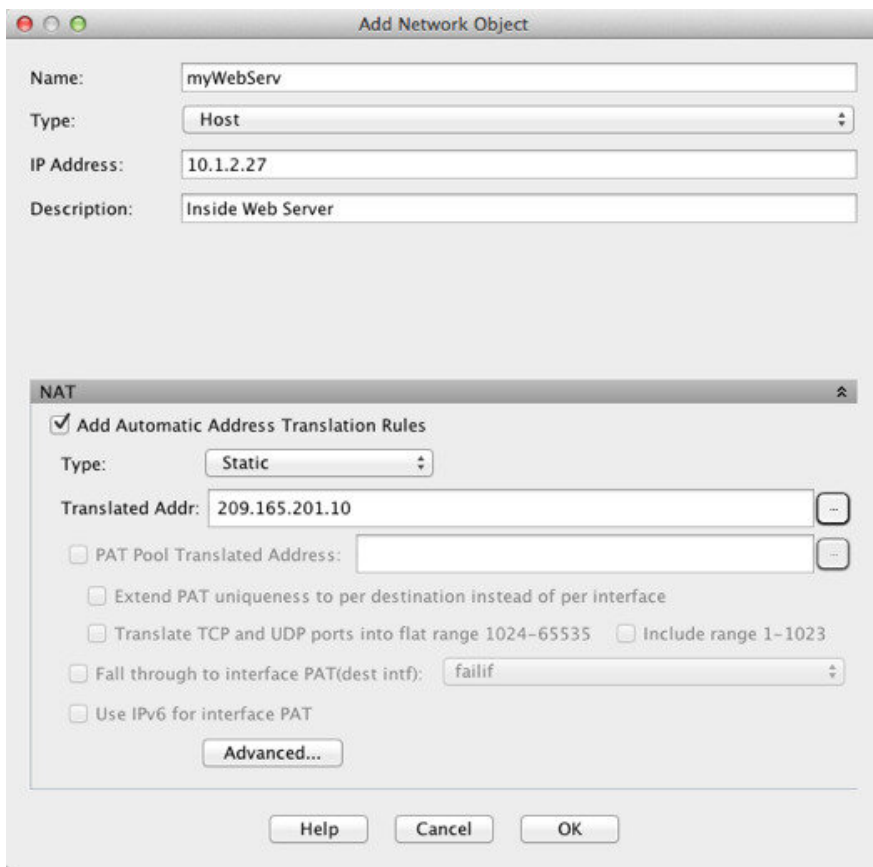 Add Network Object
Name: myWebServ
Type: Host
IP Address: 10.1.2.27
Description: Inside Web Server
NAT
Add Automatic Address Translation Rules
Type: Static
Translated Addr: 209.165.201.10 ...
PAT Pool Translated Address: ...
Extend PAT uniqueness to per destination instead of per interface
Translate TCP and UDP ports into flat range 1024-65535 Include range 1-1023
Fall through to interface PAT(dest intf): failif
Use IPv6 for interface PAT
Advanced...
Help Cancel OK